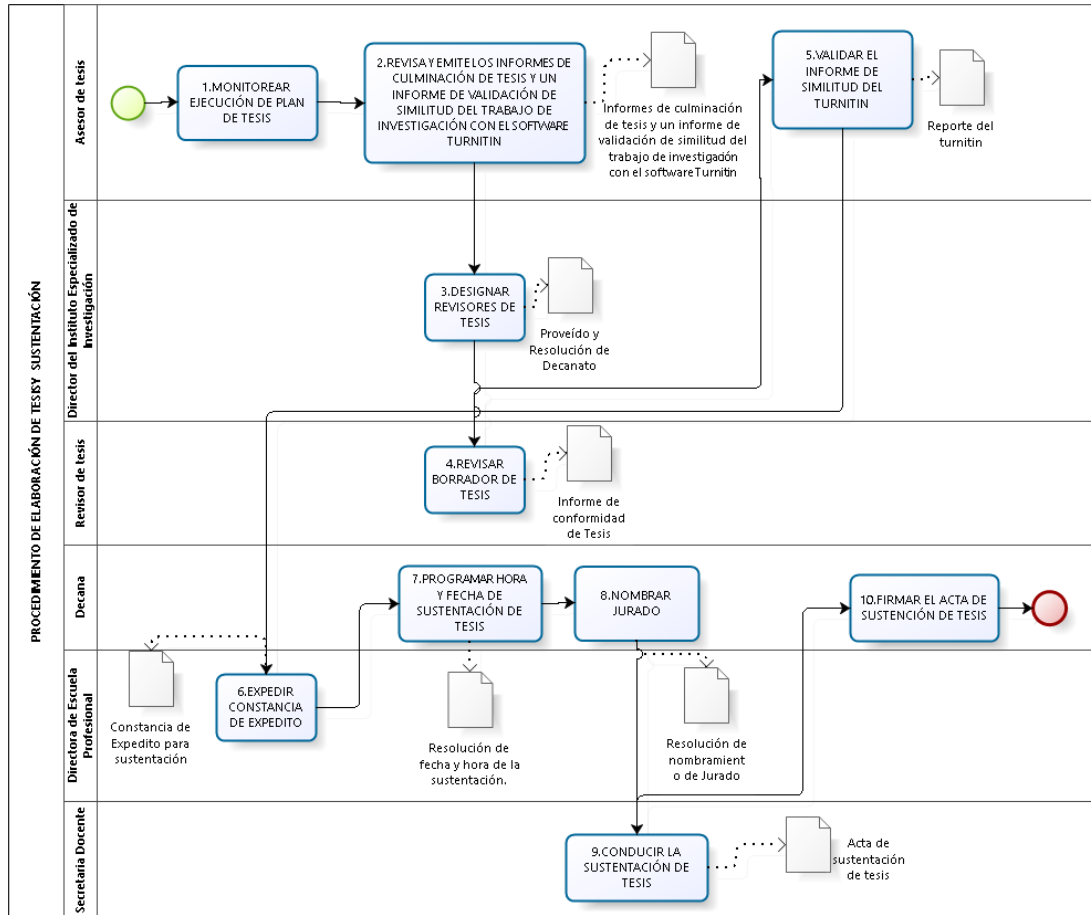 PROCEDIMIENTO DE ELABORACIÓN DE TESIS Y SUSTENTACIÓN
Asesor de tesis
1.MONITOREAR
EJECUCIÓN DE PLAN
DE TESIS
2.REVISA Y EMITE LOS INFORMES DE
CULMINACIÓN DE TESIS Y UN
INFORME DE VALIDACIÓN DE
SIMILITUD DEL TRABAJO DE
INVESTIGACIÓN CON EL SOFTWARE
TURNITIN
Informes de culminación
de tesis y un informe de
validación de similitud del
trabajo de investigación
con el software Turnitin
5.VALIDAR EL
INFORME DE
SIMILITUD DEL
TURNITIN
Reporte del
turnitin
Director del Instituto Especializado de
Investigación
3.DESIGNAR
REVISORES DE
TESIS
Proveído y
Resolución de
Decanato
Revisor de tesis
4.REVISAR
BORRADOR DE
TESIS
Informe de
conformidad
de Tesis
Decana
7.PROGRAMAR HORA
Y FECHA DE
SUSTENTACIÓN DE
TESIS
8.NOMBRAR
JURADO
10.FIRMAR EL ACTA DE
SUSTENCIÓN DE TESIS
Directora de Escuela
Profesional
Constancia de
Expedito para
sustentación
6.EXPEDIR
CONSTANCIA
DE EXPEDITO
Resolución de
fecha y hora de la
sustentación.
Resolución de
nombramient
o de Jurado
Secretaria Docente
9.CONDUCIR LA
SUSTENTACIÓN DE
TESIS
Acta de
sustentación
de tesis